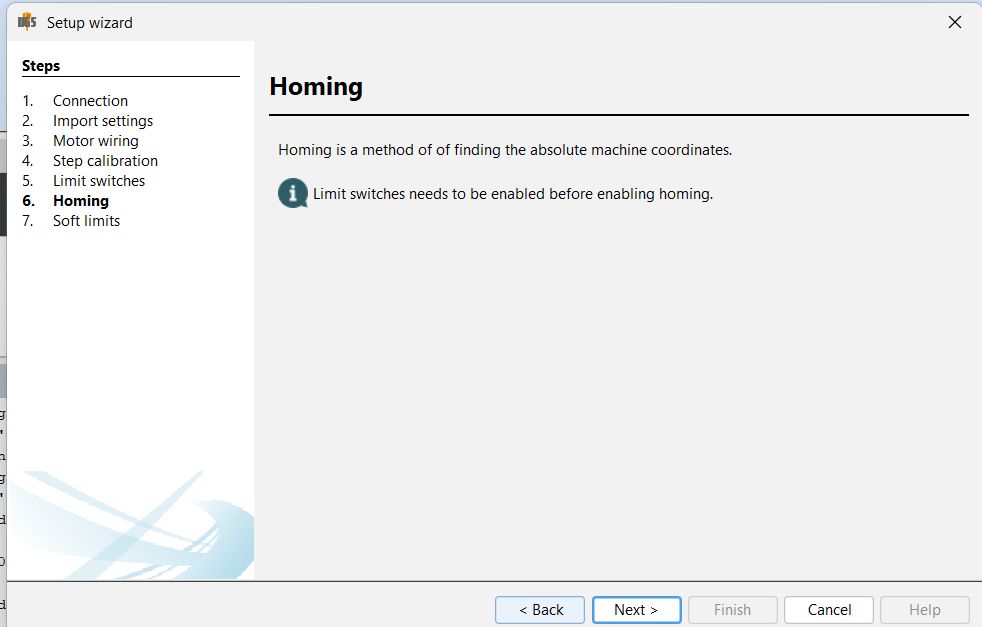 UGS Setup wizard
Steps
1. Connection
2. Import settings
3. Motor wiring
4. Step calibration
5. Limit switches
6. Homing
7. Soft limits
Homing
Homing is a method of of finding the absolute machine coordinates.
Limit switches needs to be enabled before enabling homing.
< Back Next > Finish Cancel Help